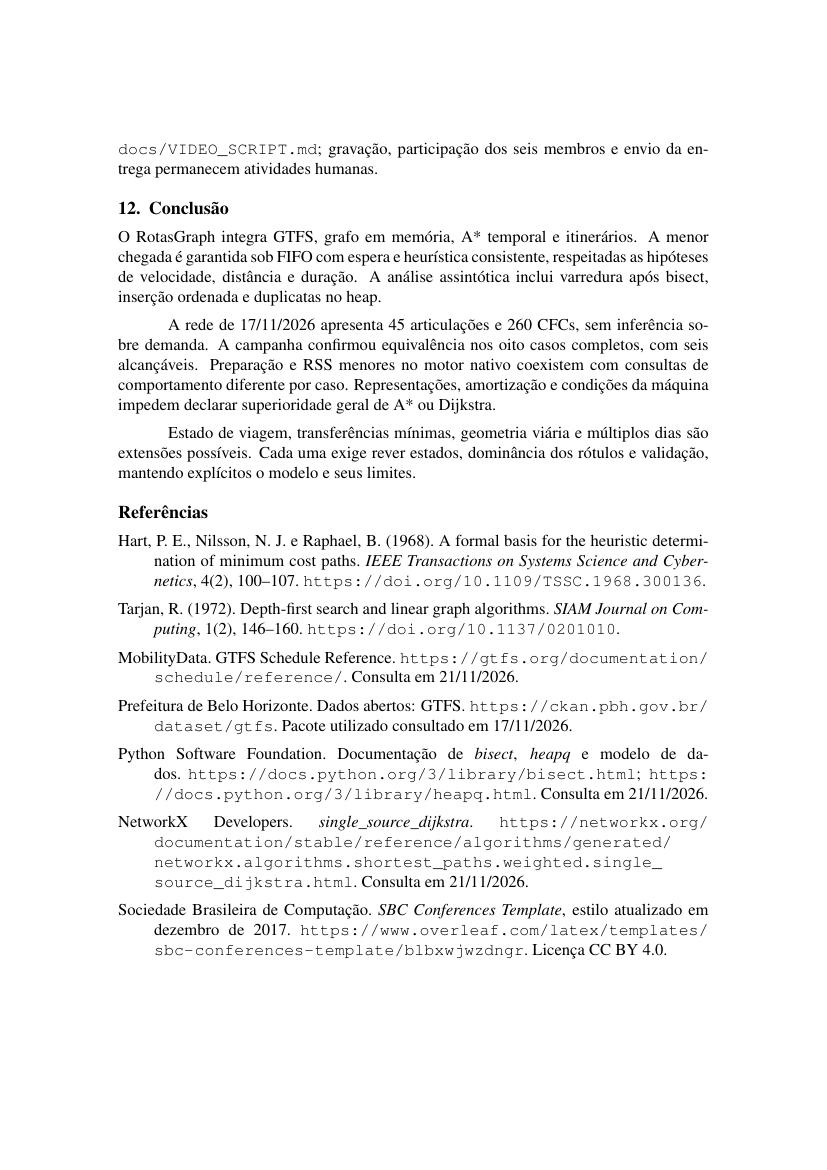 docs/VIDEO_SCRIPT.md; gravação, participação dos seis membros e envio da en-
trega permanecem atividades humanas.
12. Conclusão
O RotasGraph integra GTFS, grafo em memória, A* temporal e itinerários. A menor
chegada é garantida sob FIFO com espera e heurística consistente, respeitadas as hipóteses
de velocidade, distância e duração. A análise assintótica inclui varredura após bisect,
inserção ordenada e duplicatas no heap.
A rede de 17/11/2026 apresenta 45 articulações e 260 CFCs, sem inferência so-
bre demanda. A campanha confirmou equivalência nos oito casos completos, com seis
alcançáveis. Preparação e RSS menores no motor nativo coexistem com consultas de
comportamento diferente por caso. Representações, amortização e condições da máquina
impedem declarar superioridade geral de A* ou Dijkstra.
Estado de viagem, transferências mínimas, geometria viária e múltiplos dias são
extensões possíveis. Cada uma exige rever estados, dominância dos rótulos e validação,
mantendo explícitos o modelo e seus limites.
Referências
Hart, P. E., Nilsson, N. J. e Raphael, B. (1968). A formal basis for the heuristic determi-
nation of minimum cost paths. IEEE Transactions on Systems Science and Cyber-
netics, 4(2), 100–107. https://doi.org/10.1109/TSSC.1968.300136.
Tarjan, R. (1972). Depth-first search and linear graph algorithms. SIAM Journal on Com-
puting, 1(2), 146–160. https://doi.org/10.1137/0201010.
MobilityData. GTFS Schedule Reference. https://gtfs.org/documentation/
schedule/reference/. Consulta em 21/11/2026.
Prefeitura de Belo Horizonte. Dados abertos: GTFS. https://ckan.pbh.gov.br/
dataset/gtfs. Pacote utilizado consultado em 17/11/2026.
Python Software Foundation. Documentação de bisect, heapq e modelo de da-
dos. https://docs.python.org/3/library/bisect.html; https:
//docs.python.org/3/library/heapq.html. Consulta em 21/11/2026.
NetworkX Developers. single_source_dijkstra. https://networkx.org/
documentation/stable/reference/algorithms/generated/
networkx.algorithms.shortest_paths.weighted.single_
source_dijkstra.html. Consulta em 21/11/2026.
Sociedade Brasileira de Computação. SBC Conferences Template, estilo atualizado em
dezembro de 2017. https://www.overleaf.com/latex/templates/
sbc-conferences-template/blbxwjwzdngr. Licença CC BY 4.0.